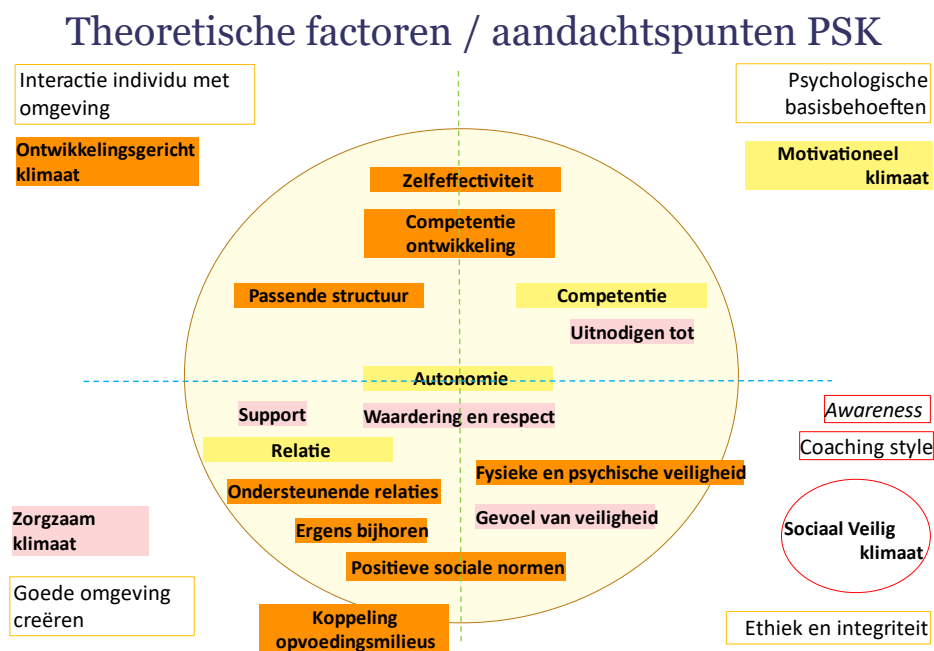 Theoretische factoren / aandachtspunten PSK
Interactie individu met
omgeving
Psychologische
basisbehoeften
Ontwikkelingsgericht
klimaat
Motivationeel
klimaat
Zelfeffectiviteit
Competentie
ontwikkeling
Passende structuur
Competentie
Uitnodigen tot
Autonomie
Support
Waardering en respect
Awareness
Coaching style
Relatie
Fysieke en psychische veiligheid
Ondersteunende relaties
Gevoel van veiligheid
Zorgzaam
klimaat
Ergens bijhoren
Sociaal Veilig
klimaat
Positieve sociale normen
Goede omgeving
creëren
Koppeling
opvoedingsmilieus
Ethiek en integriteit